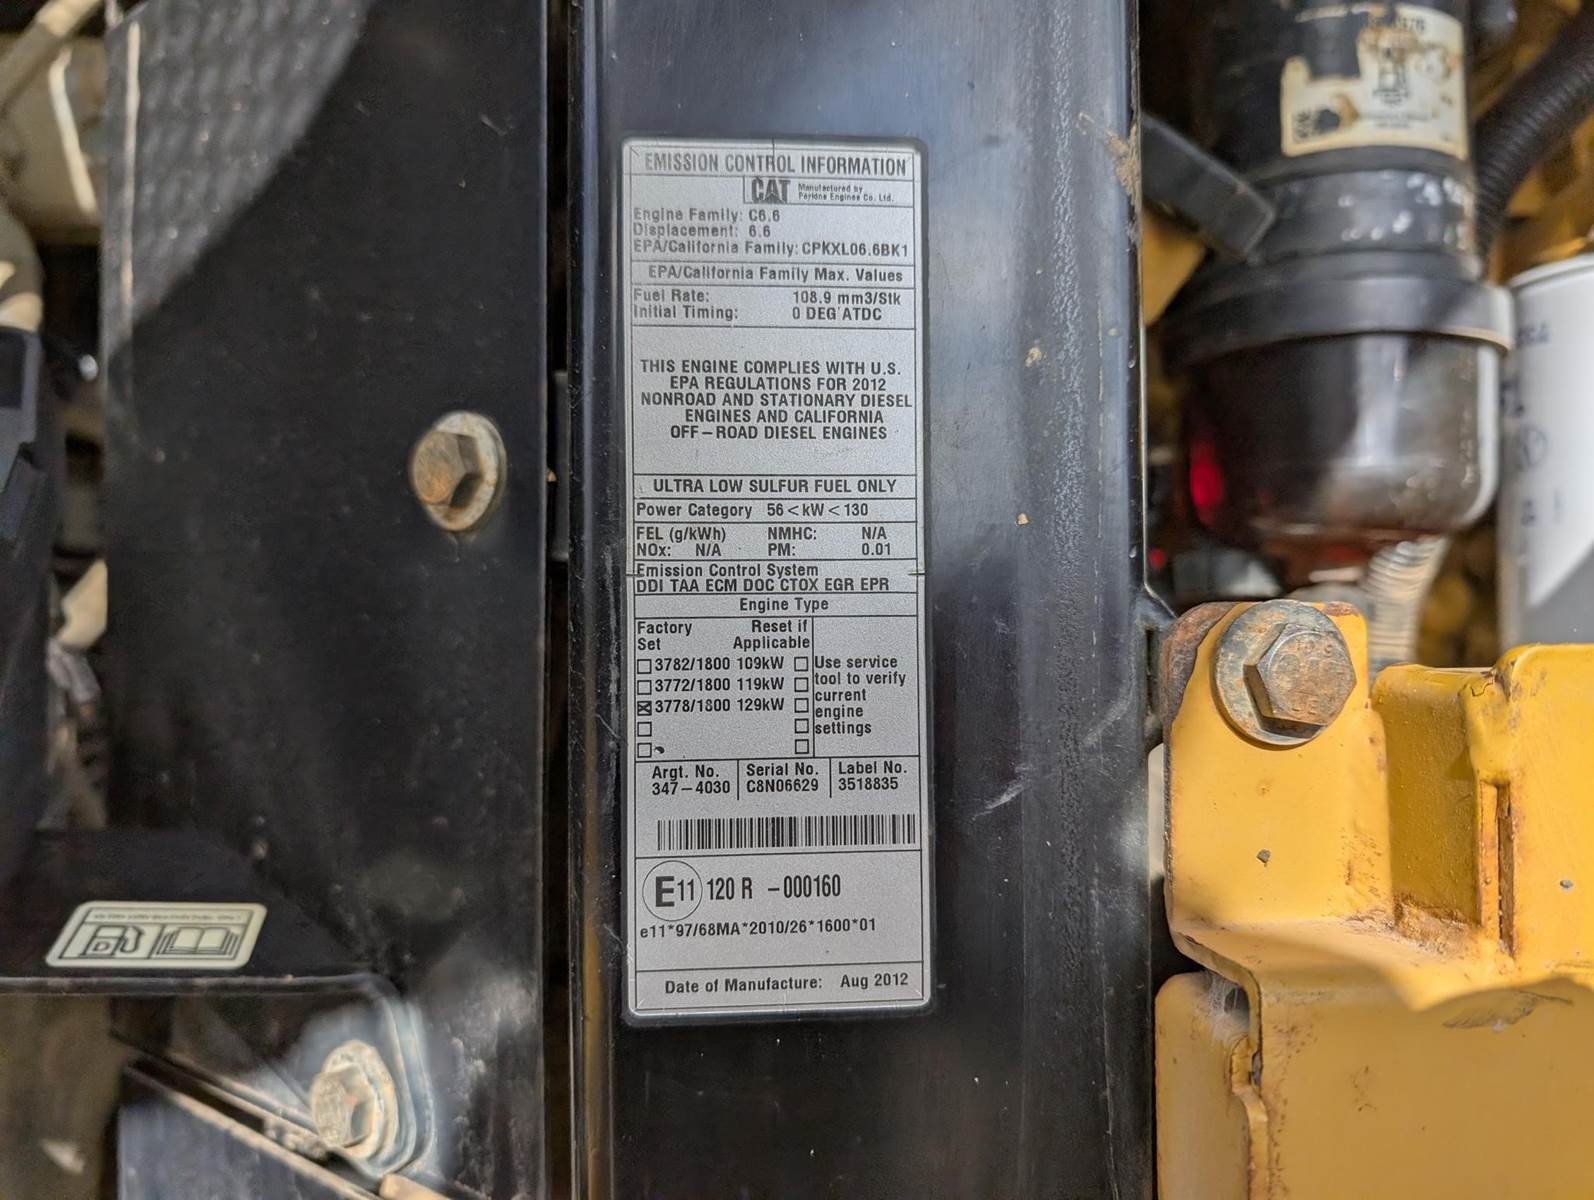 EMISSION CONTROL INFORMATION
CAT Manufactured by
Perkins Engines Co. Ltd.
Engine Family: C6.6
Displacement: 6.6
EPA/California Family: CPKXL06.6BK1
EPA/California Family Max. Values
Fuel Rate: 108.9 mm3/Stk
Initial Timing: 0 DEG ATDC
THIS ENGINE COMPLIES WITH U.S.
EPA REGULATIONS FOR 2012
NONROAD AND STATIONARY DIESEL
ENGINES AND CALIFORNIA
OFF-ROAD DIESEL ENGINES
ULTRA LOW SULFUR FUEL ONLY
Power Category 56 < kW < 130
FEL (g/kWh) NMHC: N/A
NOx: N/A PM: 0.01
Emission Control System
DDI TAA ECM DOC CTOX EGR EPR
Engine Type
Factory Reset if
Set Applicable
3782/1800 109kW Use service
3772/1800 119kW tool to verify
current
3778/1800 129kW engine
settings
Argt. No. Serial No. Label No.
347-4030 C8N06629 3518835
E11 120 R -000160
e11*97/68MA*2010/26*1600*01
Date of Manufacture: Aug 2012